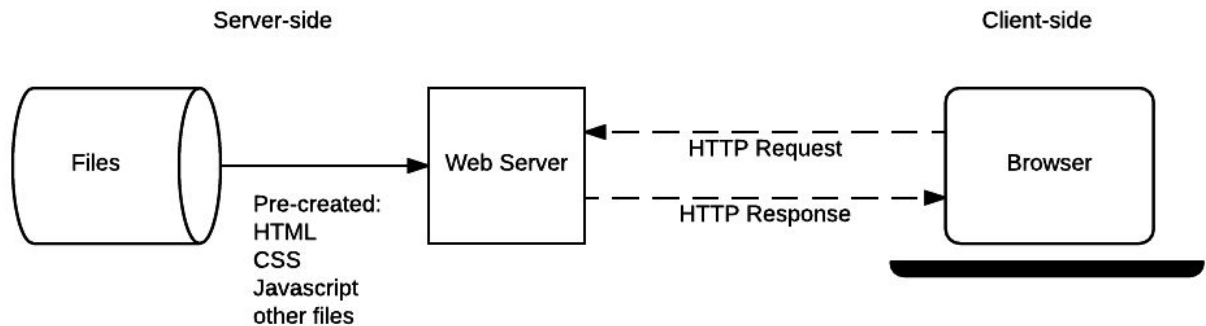 Server-side
Client-side
Files
Web Server
HTTP Request
Browser
HTTP Response
Pre-created:
HTML
CSS
Javascript
other files